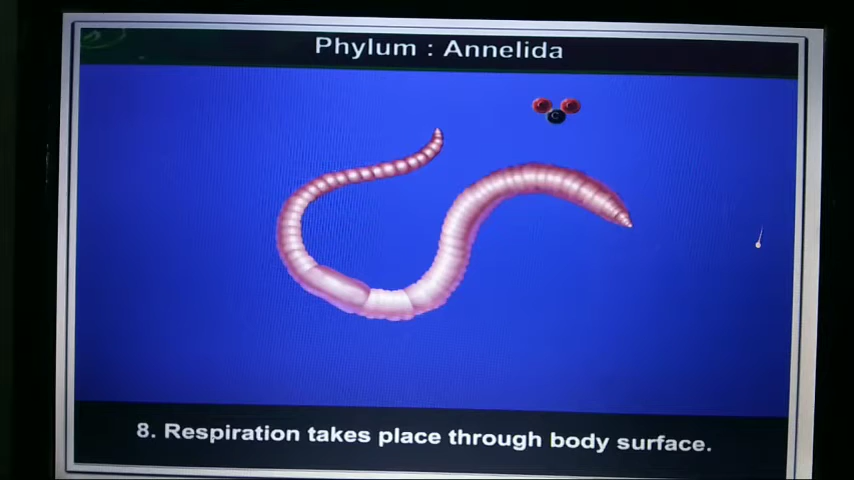 Phylum : Annelida
C
8. Respiration takes place through body surface.